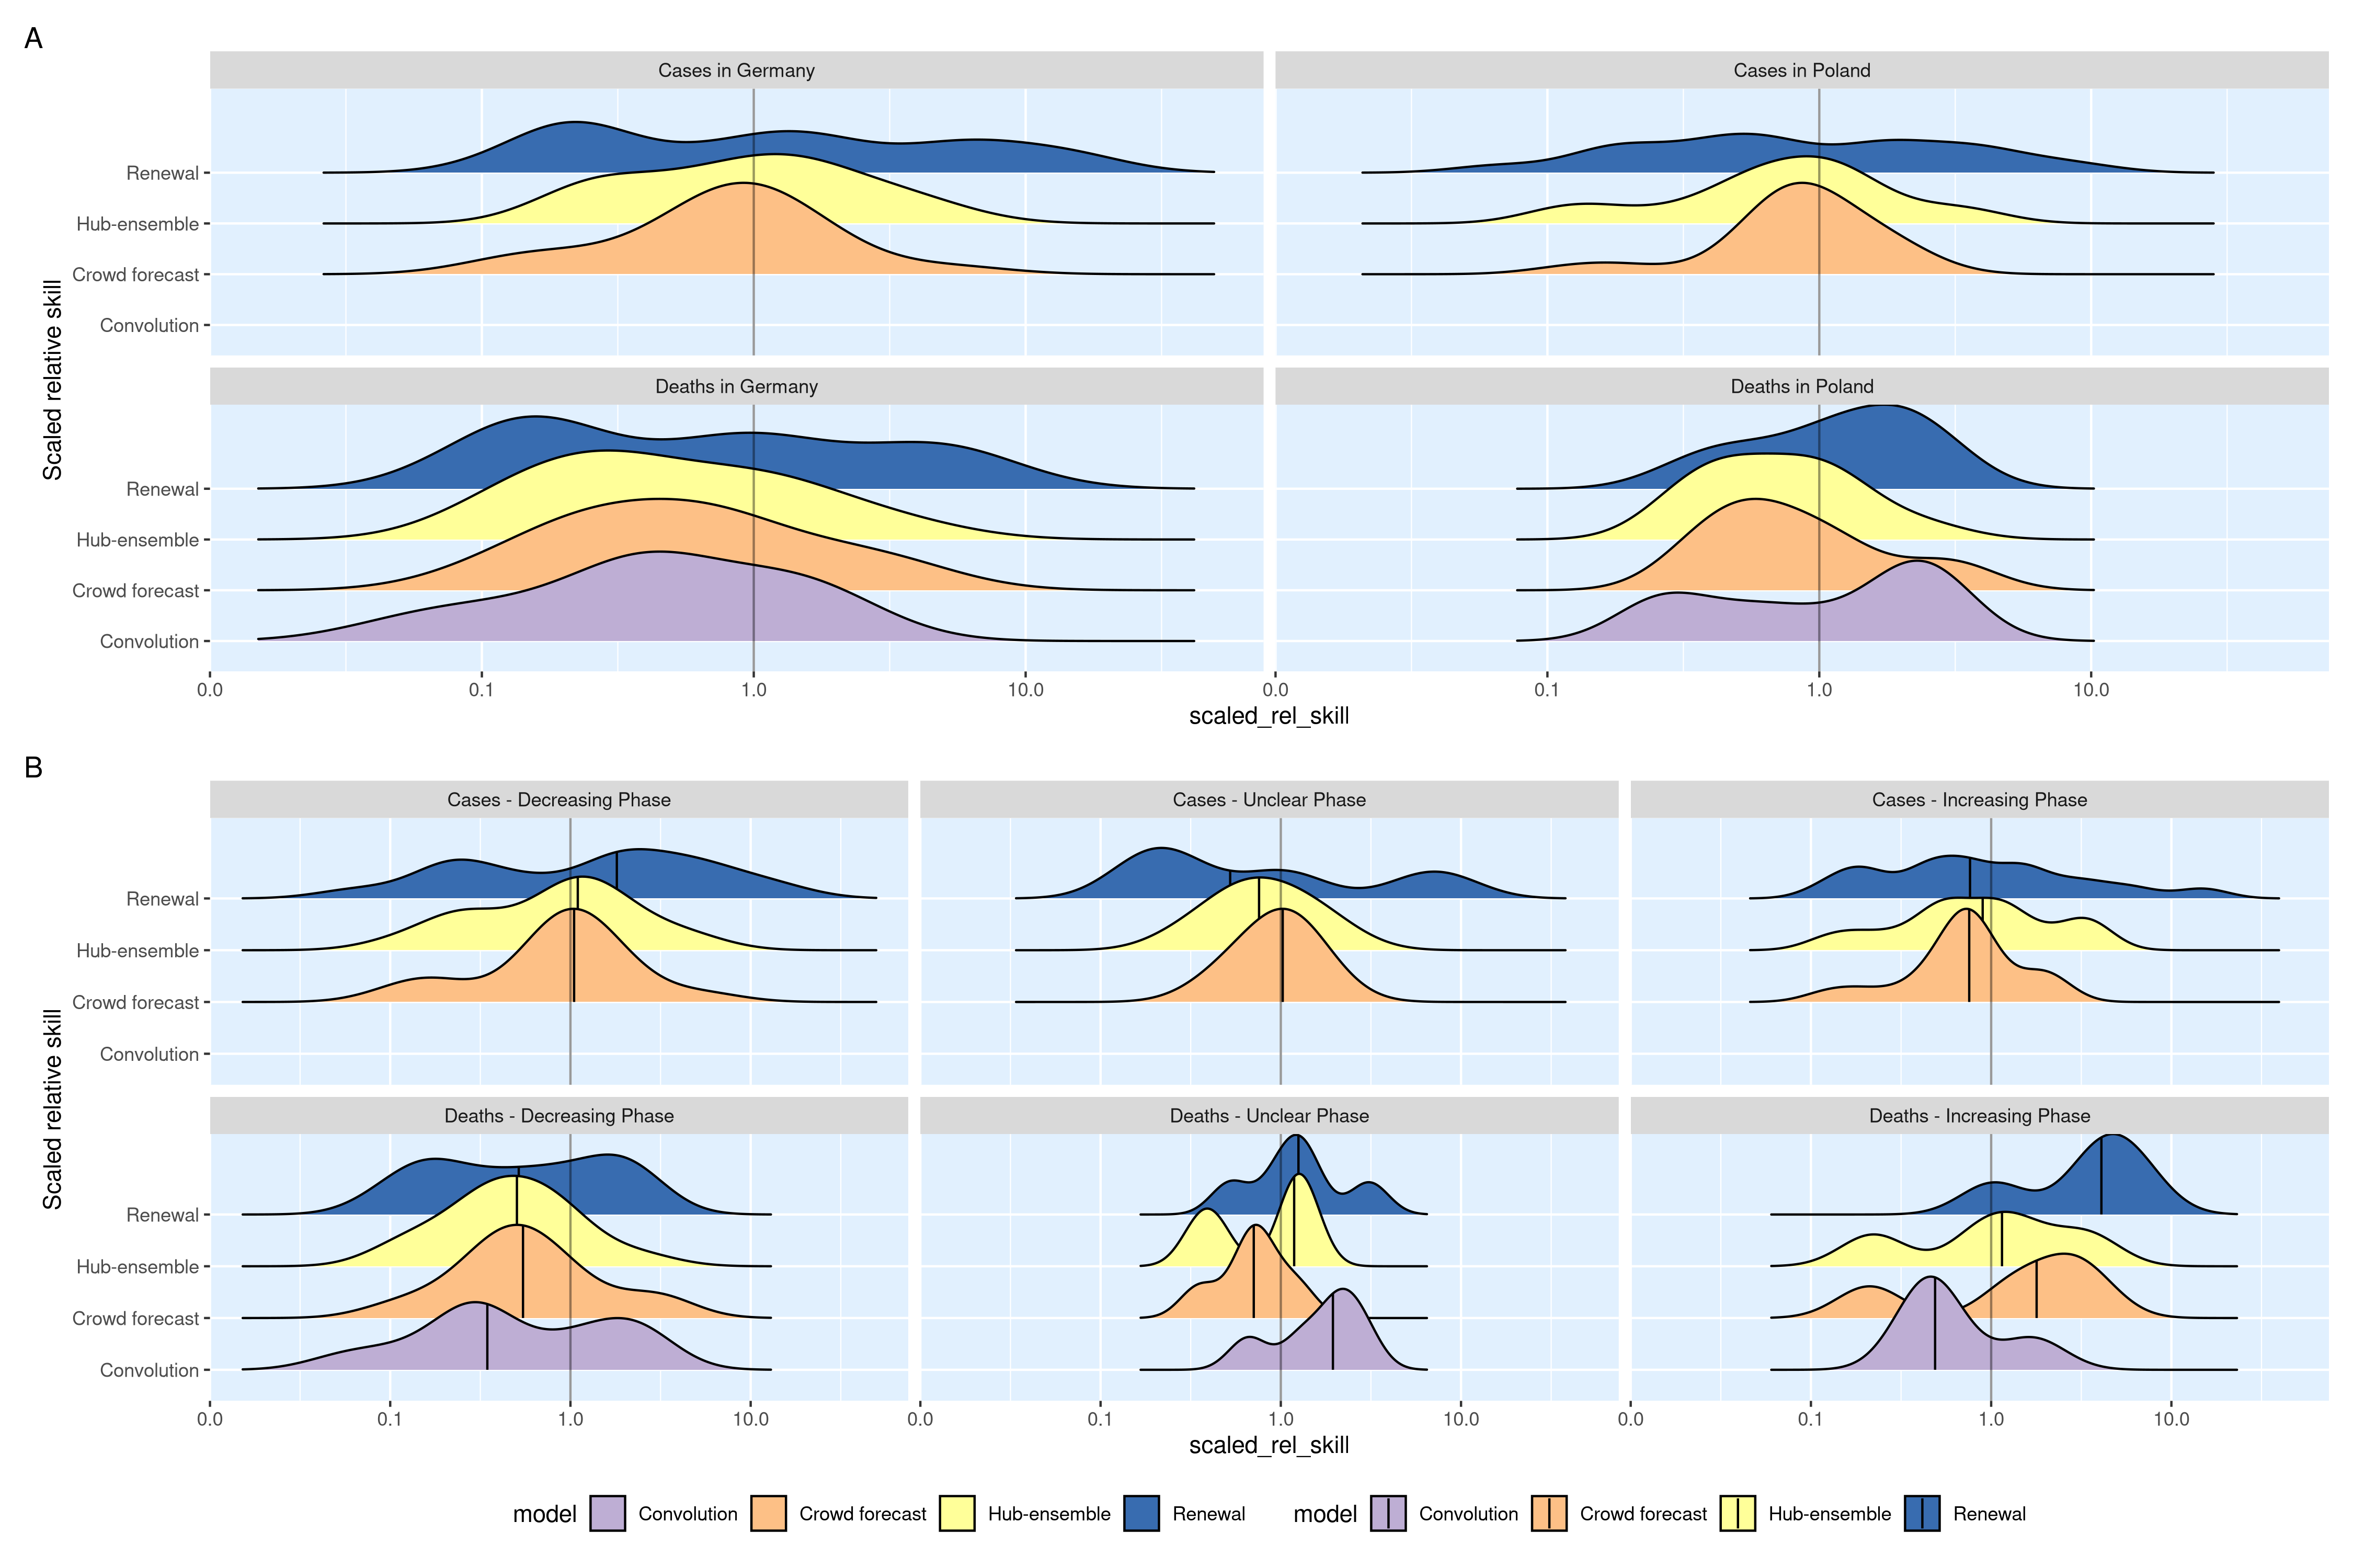 A
Cases in Germany
Cases in Poland
Scaled relative skill
Renewal
Hub-ensemble
Crowd forecast
Convolution
Deaths in Germany
Deaths in Poland
Renewal
Hub-ensemble
Crowd forecast
Convolution
0.0 0.1 1.0 10.0 0.0 0.1 1.0 10.0
scaled_rel_skill
B
Cases - Decreasing Phase
Cases - Unclear Phase
Cases - Increasing Phase
Scaled relative skill
Renewal
Hub-ensemble
Crowd forecast
Convolution
Deaths - Decreasing Phase
Deaths - Unclear Phase
Deaths - Increasing Phase
Renewal
Hub-ensemble
Crowd forecast
Convolution
0.0 0.1 1.0 10.0 0.0 0.1 1.0 10.0 0.0 0.1 1.0 10.0
scaled_rel_skill
model Convolution Crowd forecast Hub-ensemble Renewal model Convolution Crowd forecast Hub-ensemble Renewal